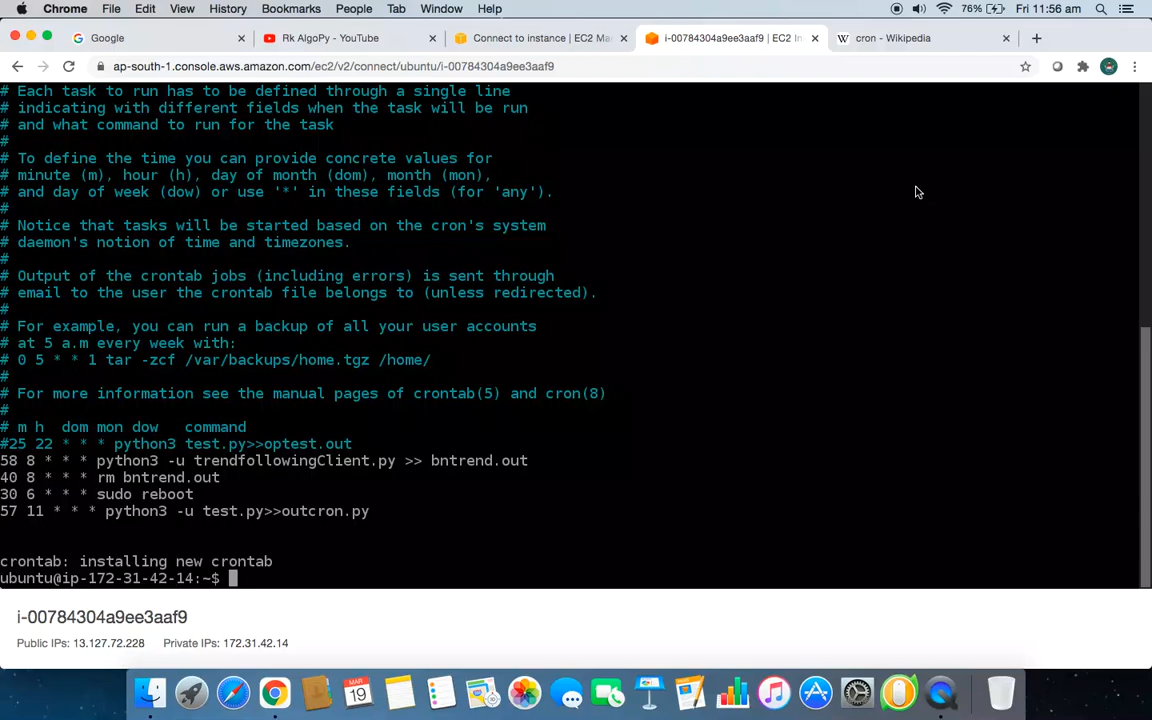 Chrome File Edit View History Bookmarks People Tab Window Help 76% Fri 11:56 am
Google Rk AlgoPy - YouTube Connect to instance | EC2 Ma i-00784304a9ee3aaf9 | EC2 In W cron - Wikipedia
ap-south-1.console.aws.amazon.com/ec2/v2/connect/ubuntu/i-00784304a9ee3aaf9
# Each task to run has to be defined through a single line
# indicating with different fields when the task will be run
# and what command to run for the task
#
# To define the time you can provide concrete values for
# minute (m), hour (h), day of month (dom), month (mon),
# and day of week (dow) or use '*' in these fields (for 'any').
#
# Notice that tasks will be started based on the cron's system
# daemon's notion of time and timezones.
#
# Output of the crontab jobs (including errors) is sent through
# email to the user the crontab file belongs to (unless redirected).
#
# For example, you can run a backup of all your user accounts
# at 5 a.m every week with:
# 0 5 * * 1 tar -zcf /var/backups/home.tgz /home/
#
# For more information see the manual pages of crontab(5) and cron(8)
#
# m h  dom mon dow   command
#25 22 * * * python3 test.py>>optest.out
58 8 * * * python3 -u trendfollowingClient.py >> bntrend.out
40 8 * * * rm bntrend.out
30 6 * * * sudo reboot
57 11 * * * python3 -u test.py>>outcron.py
crontab: installing new crontab
ubuntu@ip-172-31-42-14:~$
i-00784304a9ee3aaf9
Public IPs: 13.127.72.228 Private IPs: 172.31.42.14
MAR
19